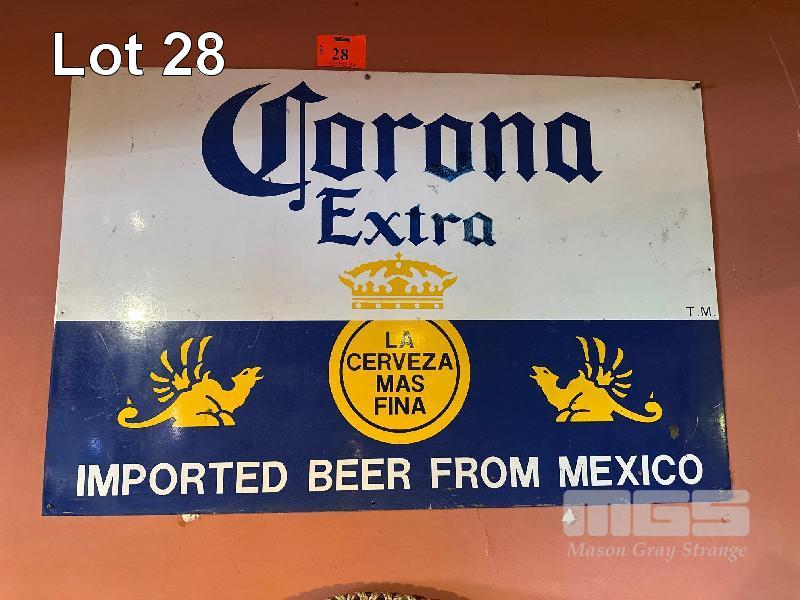 Lot 28
28
Corona
Extra
T.M.
LA
CERVEZA
MAS
FINA
IMPORTED BEER FROM MEXICO
MGS
Mason Gray Strange